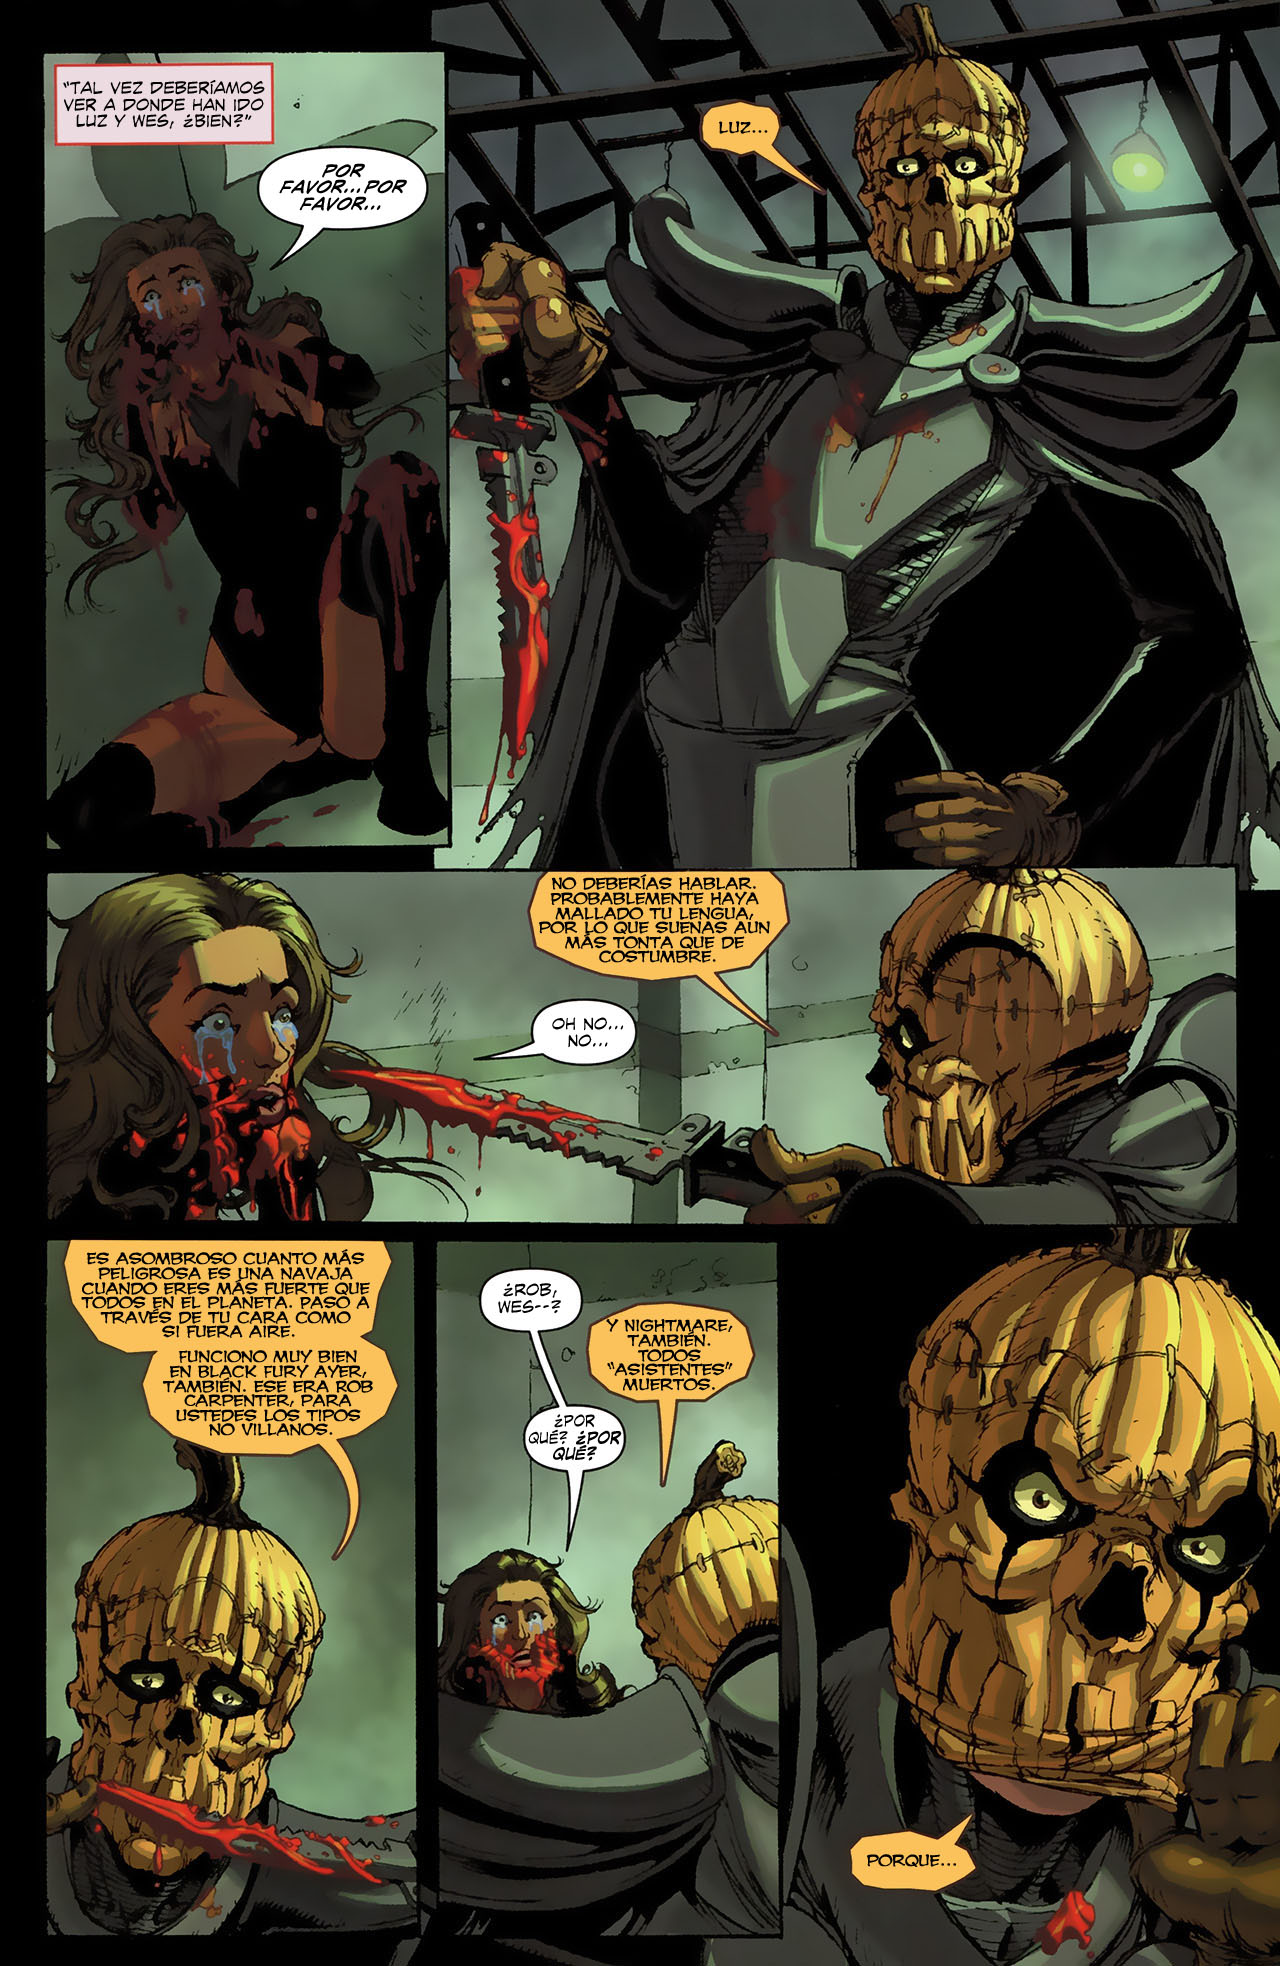 "TAL VEZ DEBERÍAMOS
VER A DONDE HAN IDO
LUZ Y WES, ¿BIEN?"
POR
FAVOR...POR
FAVOR...
LUZ...
NO DEBERÍAS HABLAR.
PROBABLEMENTE HAYA
MALLADO TU LENGUA,
POR LO QUE SUENAS AUN
MÁS TONTA QUE DE
COSTUMBRE.
OH NO...
NO...
ES ASOMBROSO CUANTO MÁS
PELIGROSA ES UNA NAVAJA
CUANDO ERES MÁS FUERTE QUE
TODOS EN EL PLANETA. PASÓ A
TRAVÉS DE TU CARA COMO
SI FUERA AIRE.
FUNCIONO MUY BIEN
EN BLACK FURY AYER,
TAMBIÉN. ESE ERA ROB
CARPENTER, PARA
USTEDES LOS TIPOS
NO VILLANOS.
¿ROB,
WES--?
Y NIGHTMARE,
TAMBIÉN.
TODOS
"ASISTENTES"
MUERTOS.
¿POR
QUÉ? ¿POR
QUÉ?
PORQUE...